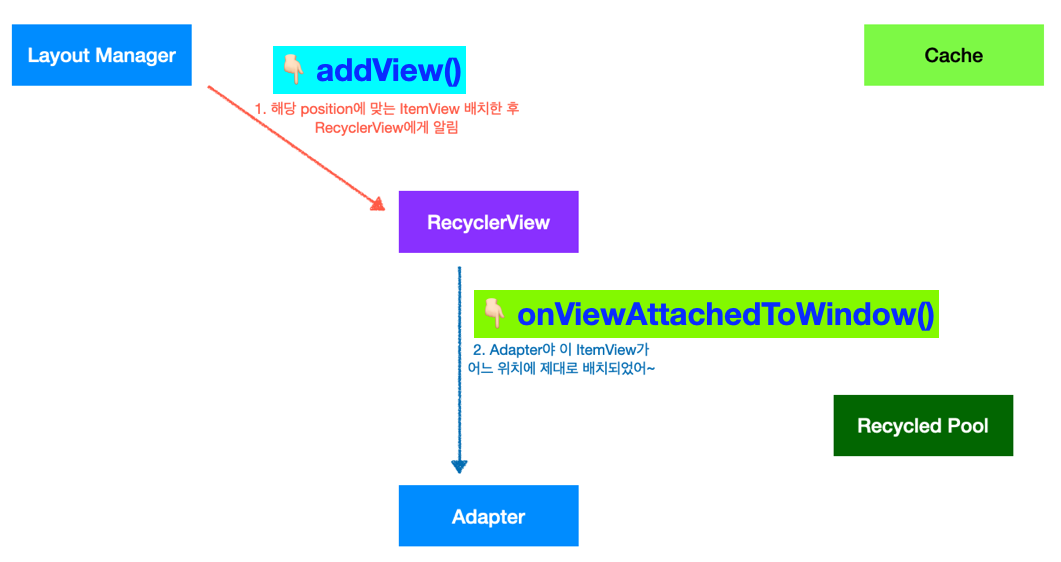 Layout Manager
👇🏻 addView()
Cache
1. 해당 position에 맞는 ItemView 배치한 후
RecyclerView에게 알림
RecyclerView
👇🏻 onViewAttachedToWindow()
2. Adapter야 이 ItemView가
어느 위치에 제대로 배치되었어~
Recycled Pool
Adapter